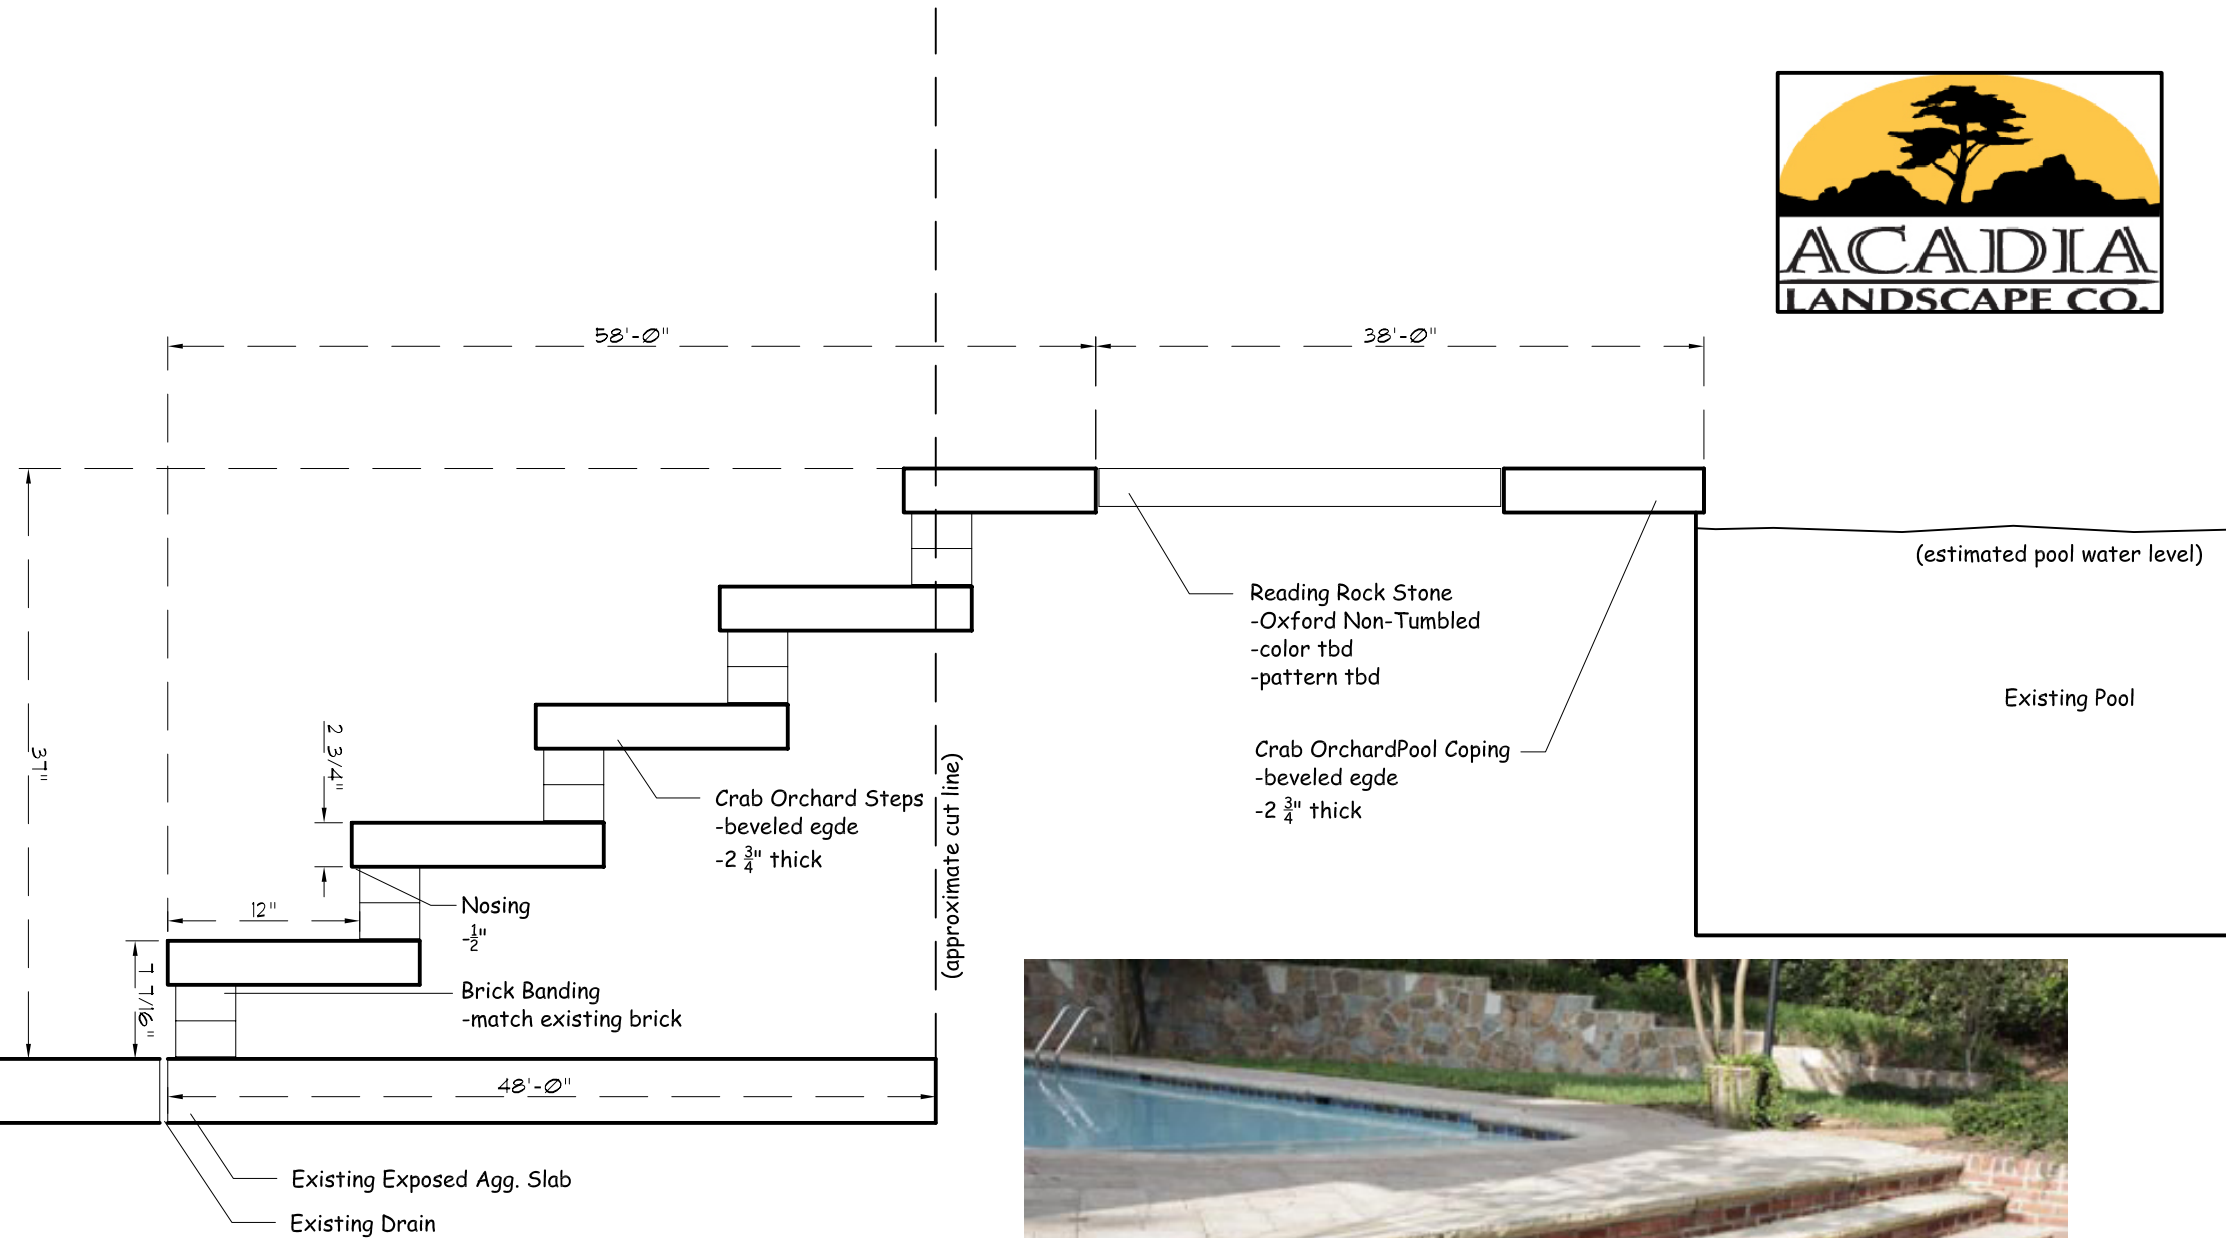 ACADIA
LANDSCAPE CO.
58'-0"
38'-0"
(estimated pool water level)
Reading Rock Stone
-Oxford Non-Tumbled
-color tbd
-pattern tbd
Existing Pool
37"
2 3/4"
Crab OrchardPool Coping
-beveled egde
-2 3/4" thick
Crab Orchard Steps
-beveled egde
-2 3/4" thick
(approximate cut line)
12"
Nosing
-1/2"
7 7/16"
Brick Banding
-match existing brick
48'-0"
Existing Exposed Agg. Slab
Existing Drain